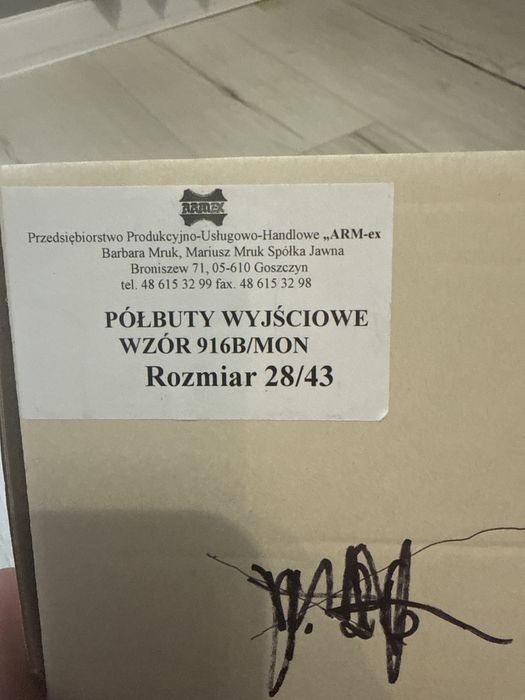 ARMEX
Przedsiębiorstwo Produkcyjno-Usługowo-Handlowe „ARM-ex
Barbara Mruk, Mariusz Mruk Spółka Jawna
Broniszew 71, 05-610 Goszczyn
tel. 48 615 32 99 fax. 48 615 32 98
PÓŁBUTY WYJŚCIOWE
WZÓR 916B/MON
Rozmiar 28/43